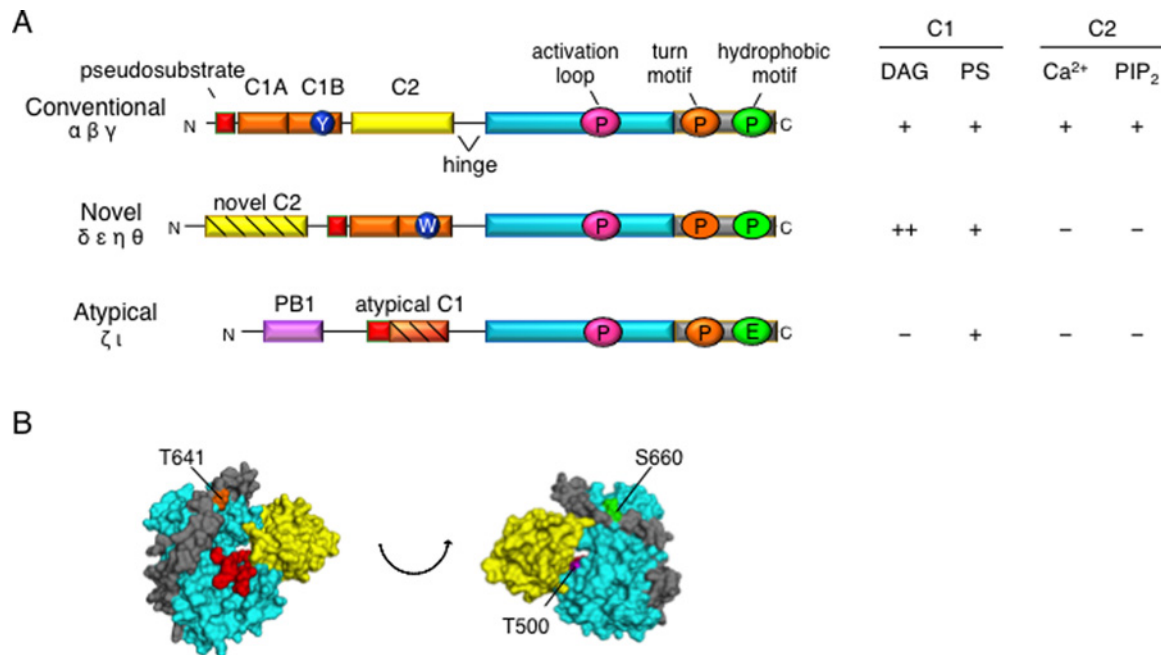 A
C1 C2
activation loop turn motif hydrophobic motif
pseudosubstrate C1A C1B C2 DAG PS Ca²⁺ PIP₂
Conventional
α β γ
N Y P P P C + + + +
hinge
novel C2
Novel
δ ε η θ
N W P P P C ++ + – –
PB1 atypical C1
Atypical
ζ ι
N P P E C – + – –
B
T641 S660
T500